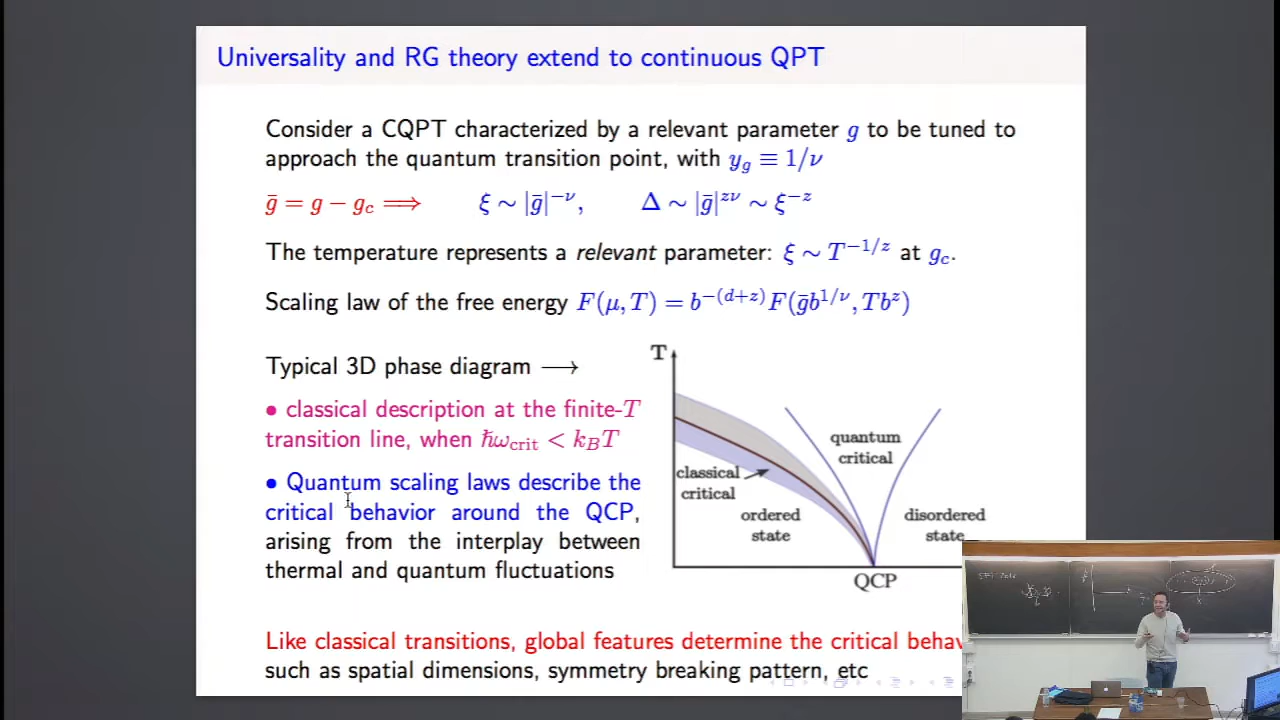 Universality and RG theory extend to continuous QPT
Consider a CQPT characterized by a relevant parameter g to be tuned to
approach the quantum transition point, with y_g ≡ 1/ν
ḡ = g − g_c ⟹ ξ ∼ |ḡ|^{−ν}, Δ ∼ |ḡ|^{zν} ∼ ξ^{−z}
The temperature represents a relevant parameter: ξ ∼ T^{−1/z} at g_c.
Scaling law of the free energy F(μ, T) = b^{−(d+z)} F(ḡb^{1/ν}, Tb^z)
Typical 3D phase diagram ⟶
• classical description at the finite-T
transition line, when ℏω_crit < k_B T
• Quantum scaling laws describe the
critical behavior around the QCP,
arising from the interplay between
thermal and quantum fluctuations
T
quantum
critical
classical
critical
ordered
state
disordered
state
QCP
Like classical transitions, global features determine the critical behav
such as spatial dimensions, symmetry breaking pattern, etc